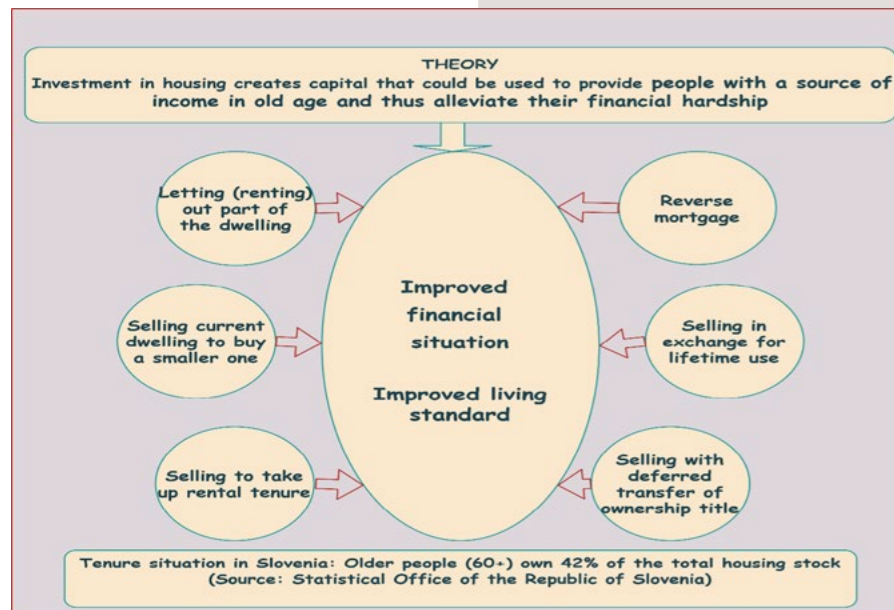 THEORY
Investment in housing creates capital that could be used to provide people with a source of
income in old age and thus alleviate their financial hardship
Letting (renting)
out part of
the dwelling
Reverse
mortgage
Improved
financial
situation
Selling current
dwelling to buy
a smaller one
Selling in
exchange for
lifetime use
Improved living
standard
Selling to take
up rental tenure
Selling with
deferred
transfer of
ownership title
Tenure situation in Slovenia: Older people (60+) own 42% of the total housing stock
(Source: Statistical Office of the Republic of Slovenia)